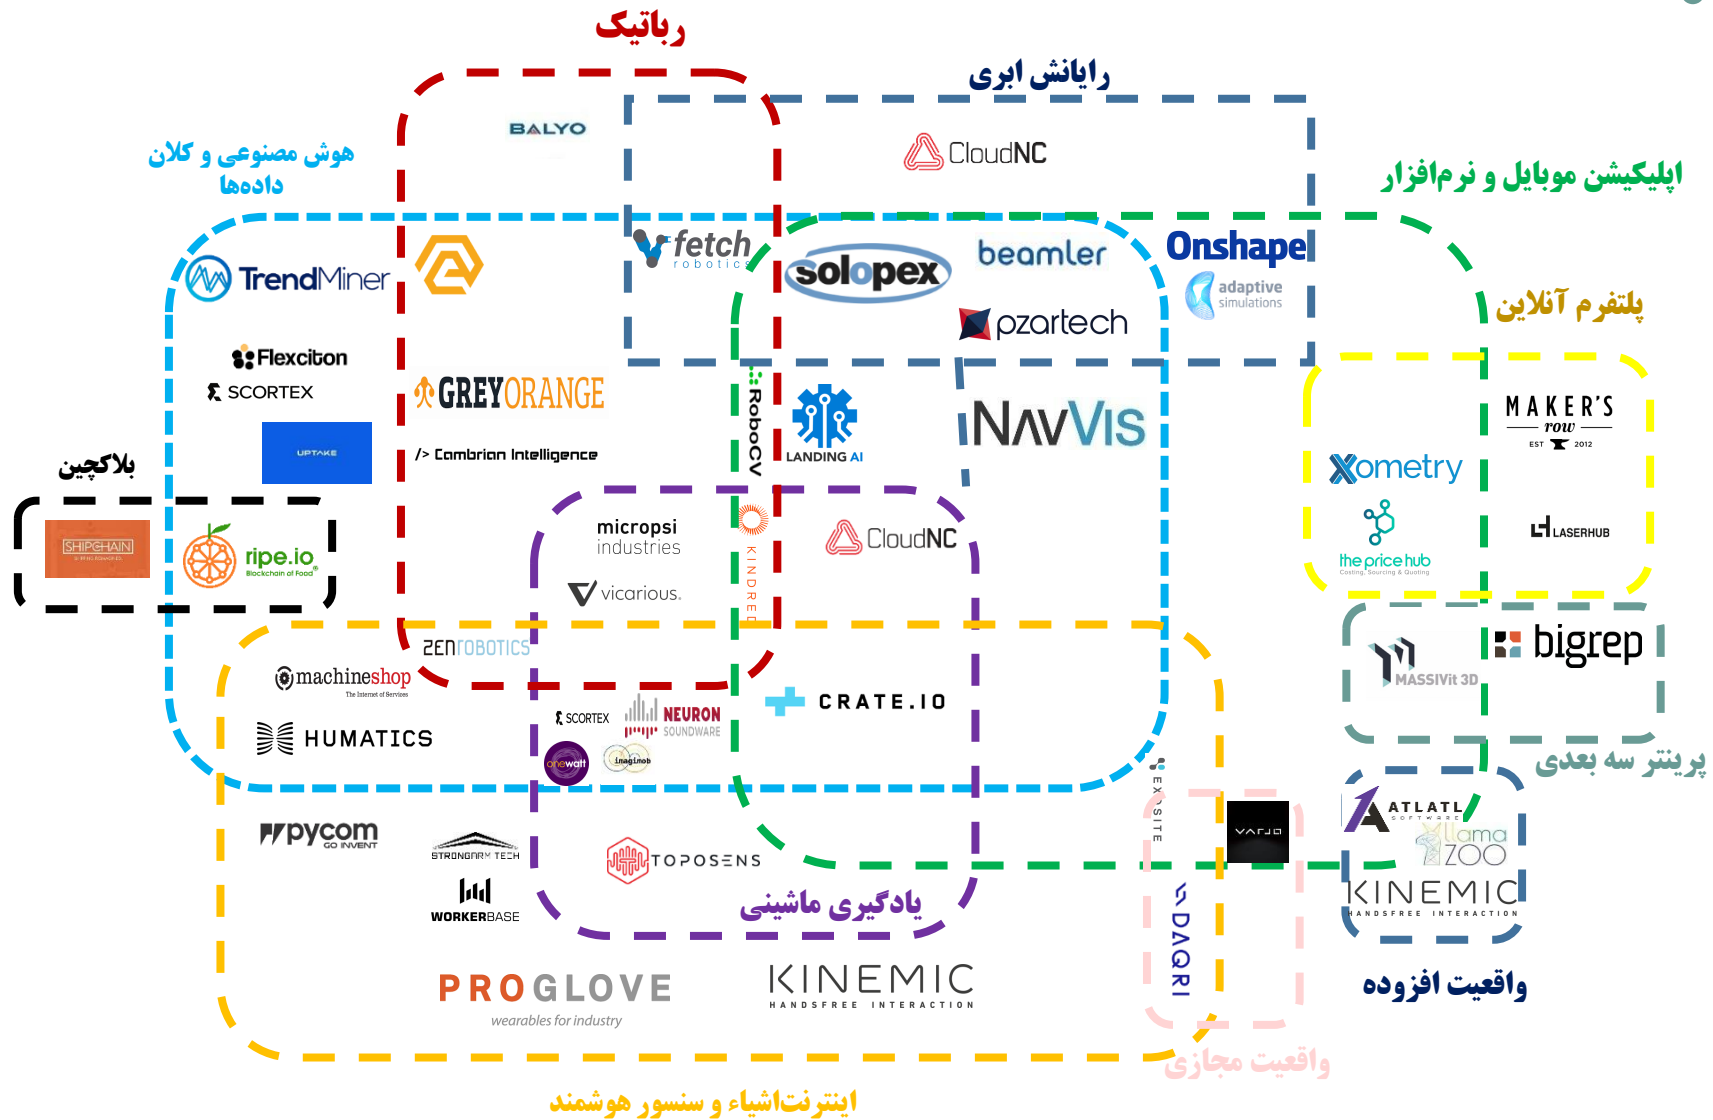 رباتیک
رایانش ابری
BALYO
CloudNC
هوش مصنوعی و کلان
داده‌ها
اپلیکیشن موبایل و نرم‌افزار
fetch
robotics
solopex
beamler
Onshape
adaptive
simulations
TrendMiner
پلتفرم آنلاین
pzartech
Flexciton
SCORTEX
GREYORANGE
RoboCV
LANDING AI
NAVVIS
MAKER'S
row
EST 2012
UPTAKE
/> Cambrian Intelligence
Xometry
بلاکچین
SHIPCHAIN
ripe.io
Blockchain of Food
micropsi
industries
KINDRED
CloudNC
the price hub
Costing, Sourcing & Quoting
LASERHUB
vicarious.
ZENROBOTICS
machineshop
The Internet of Services
bigrep
MASSIVit 3D
HUMATICS
SCORTEX
NEURON
SOUNDWARE
CRATE.IO
onewatt
imagimob
پرینتر سه بعدی
EXOSITE
pycom
GO INVENT
STRONGARM TECH
TOPOSENS
VARJO
ATLATL
SOFTWARE
llama
ZOO
WORKERBASE
یادگیری ماشینی
KINEMIC
HANDSFREE INTERACTION
DAQRI
PROGLOVE
wearables for industry
KINEMIC
HANDSFREE INTERACTION
واقعیت افزوده
واقعیت مجازی
اینترنت‌اشیاء و سنسور هوشمند